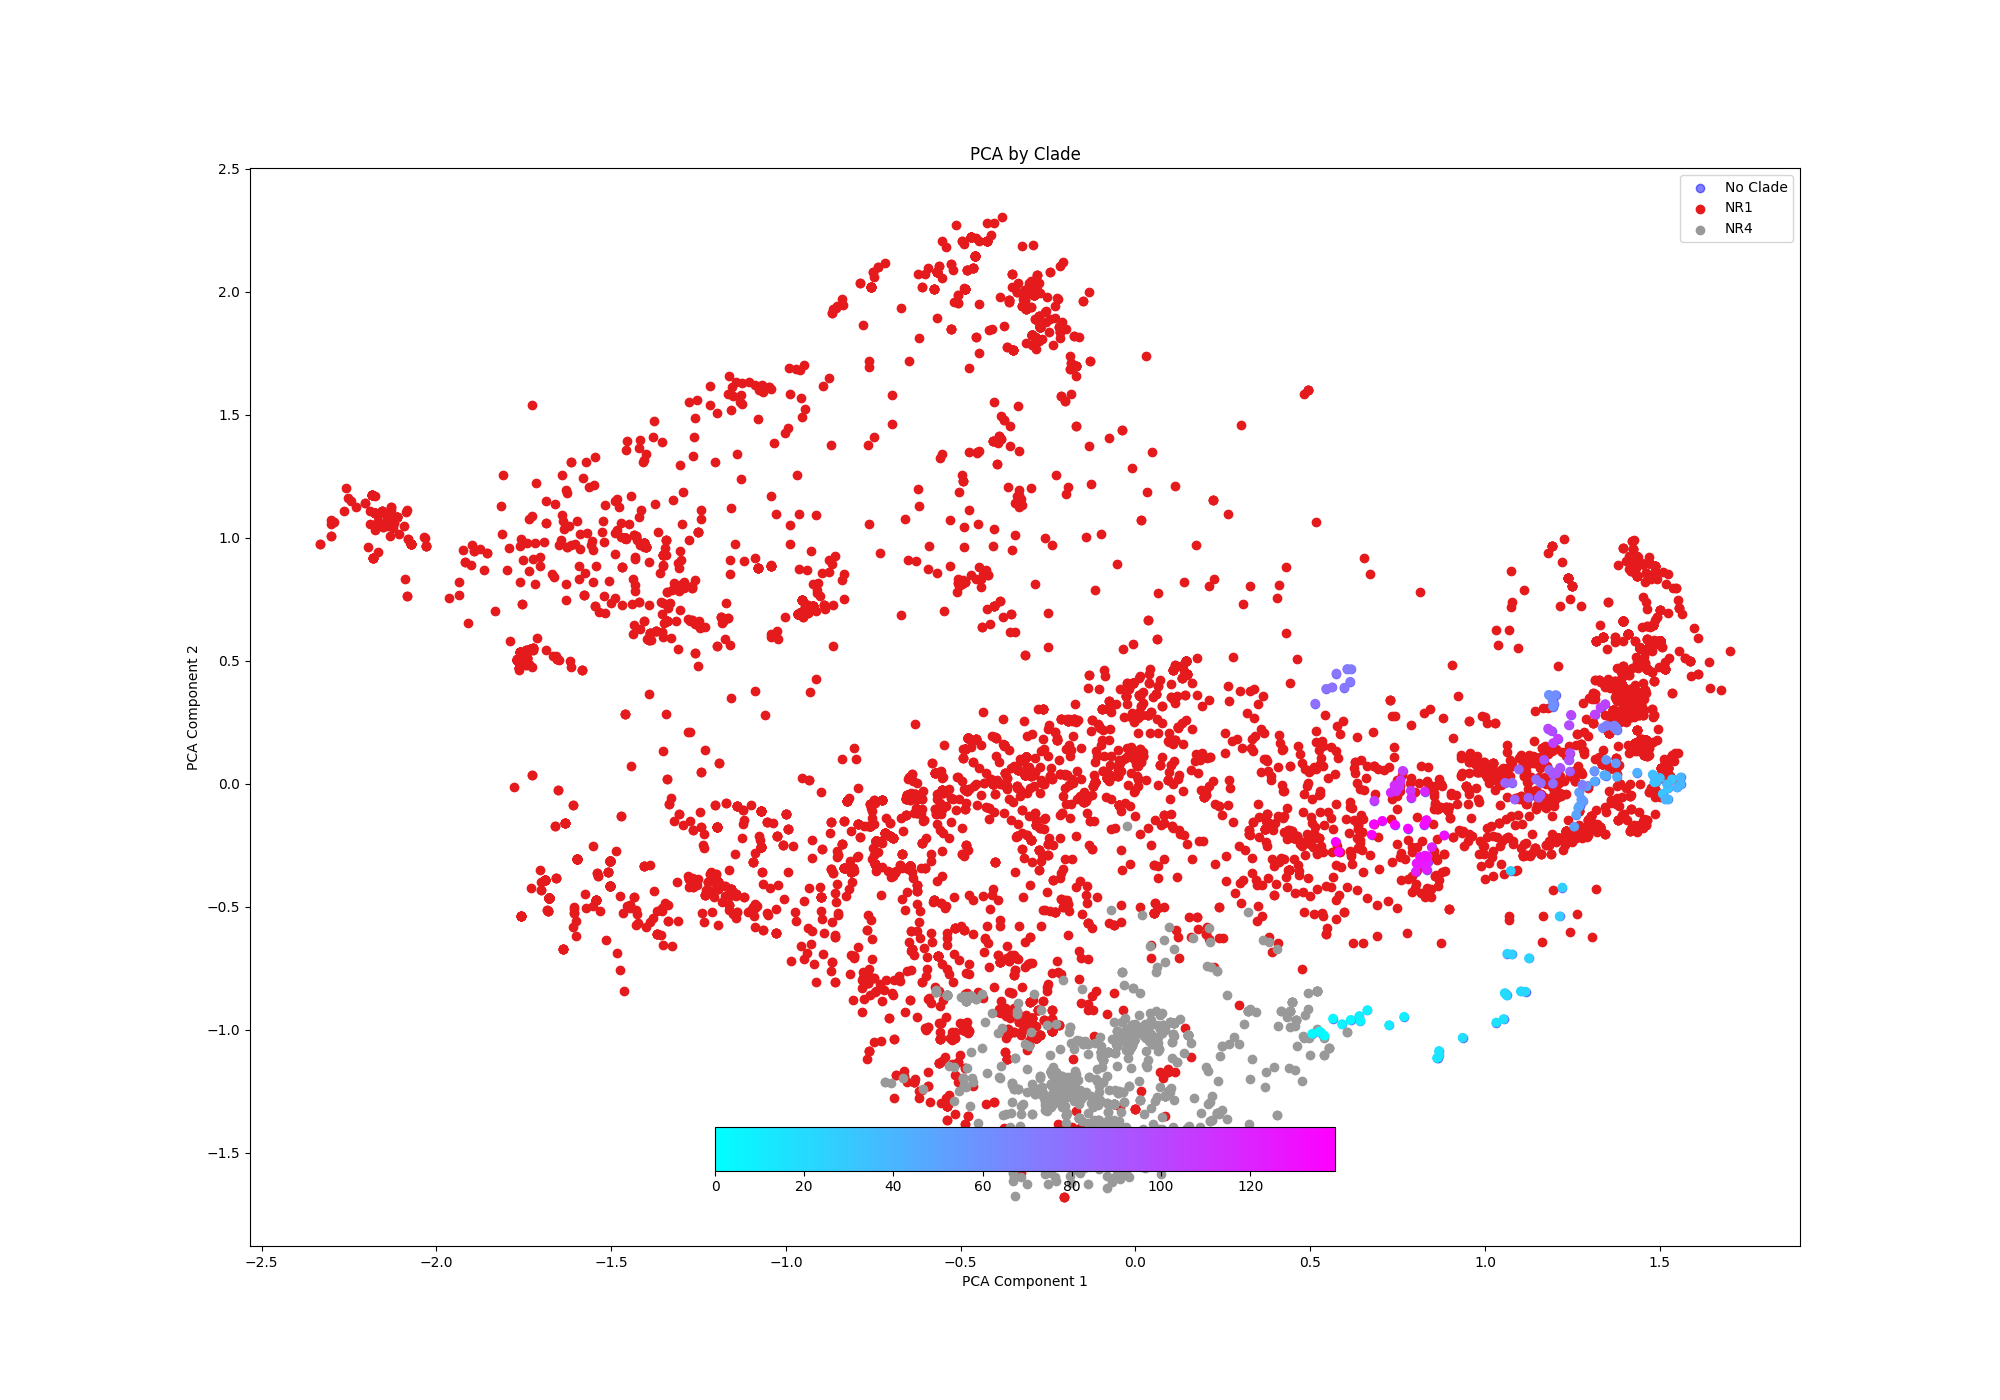 PCA by Clade
No Clade
NR1
NR4
2.5
2.0
1.5
1.0
0.5
0.0
−0.5
−1.0
−1.5
PCA Component 2
0 20 40 60 80 100 120
−2.5 −2.0 −1.5 −1.0 −0.5 0.0 0.5 1.0 1.5
PCA Component 1